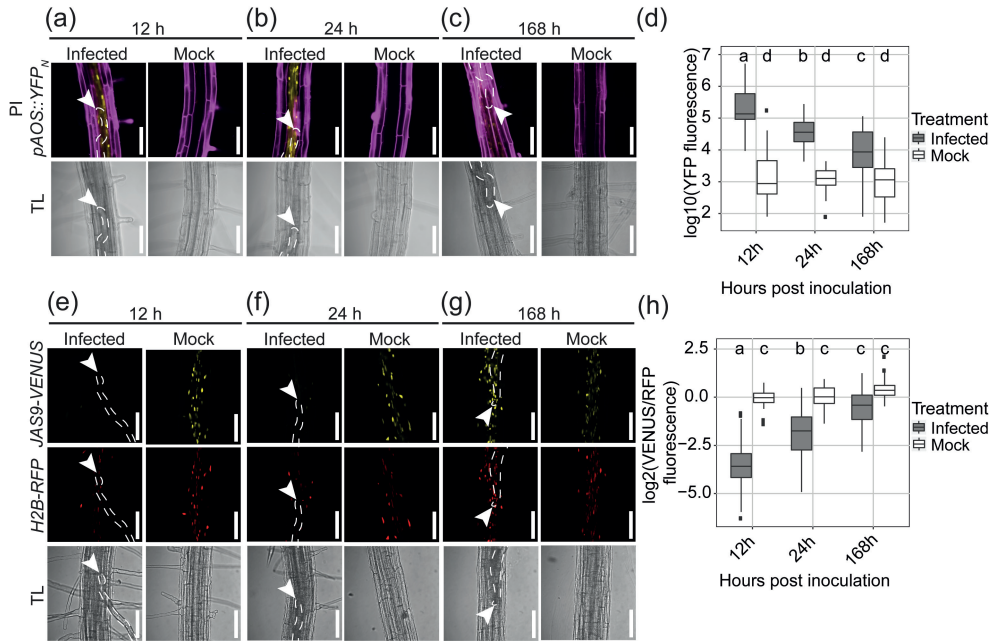 (a) (b) (c) (d)
12 h 24 h 168 h
Infected Mock Infected Mock Infected Mock
PI
pAOS::YFP_N
TL
log10(YFP fluorescence)
7
6
5
4
3
2
a d b d c d
12h 24h 168h
Hours post inoculation
Treatment
Infected
Mock
(e) (f) (g) (h)
12 h 24 h 168 h
Infected Mock Infected Mock Infected Mock
JAS9-VENUS
H2B-RFP
TL
log2(VENUS/RFP
fluorescence)
2.5
0.0
−2.5
−5.0
a c b c c c
12h 24h 168h
Hours post inoculation
Treatment
Infected
Mock